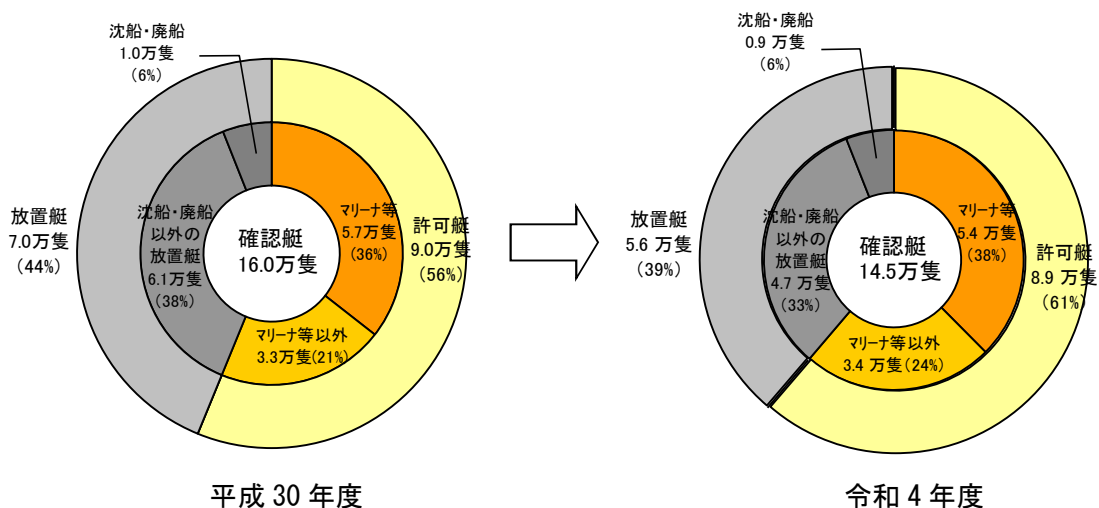 沈船・廃船
1.0万隻
(6%)
放置艇
7.0万隻
(44%)
沈船・廃船
以外の
放置艇
6.1万隻
(38%)
確認艇
16.0万隻
マリーナ等
5.7万隻
(36%)
許可艇
9.0万隻
(56%)
マリーナ等以外
3.3万隻(21%)
平成 30 年度
沈船・廃船
0.9 万隻
(6%)
放置艇
5.6 万隻
(39%)
沈船・廃船
以外の
放置艇
4.7 万隻
(33%)
確認艇
14.5万隻
マリーナ等
5.4 万隻
(38%)
許可艇
8.9 万隻
(61%)
マリーナ等以外
3.4 万隻(24%)
令和 4 年度